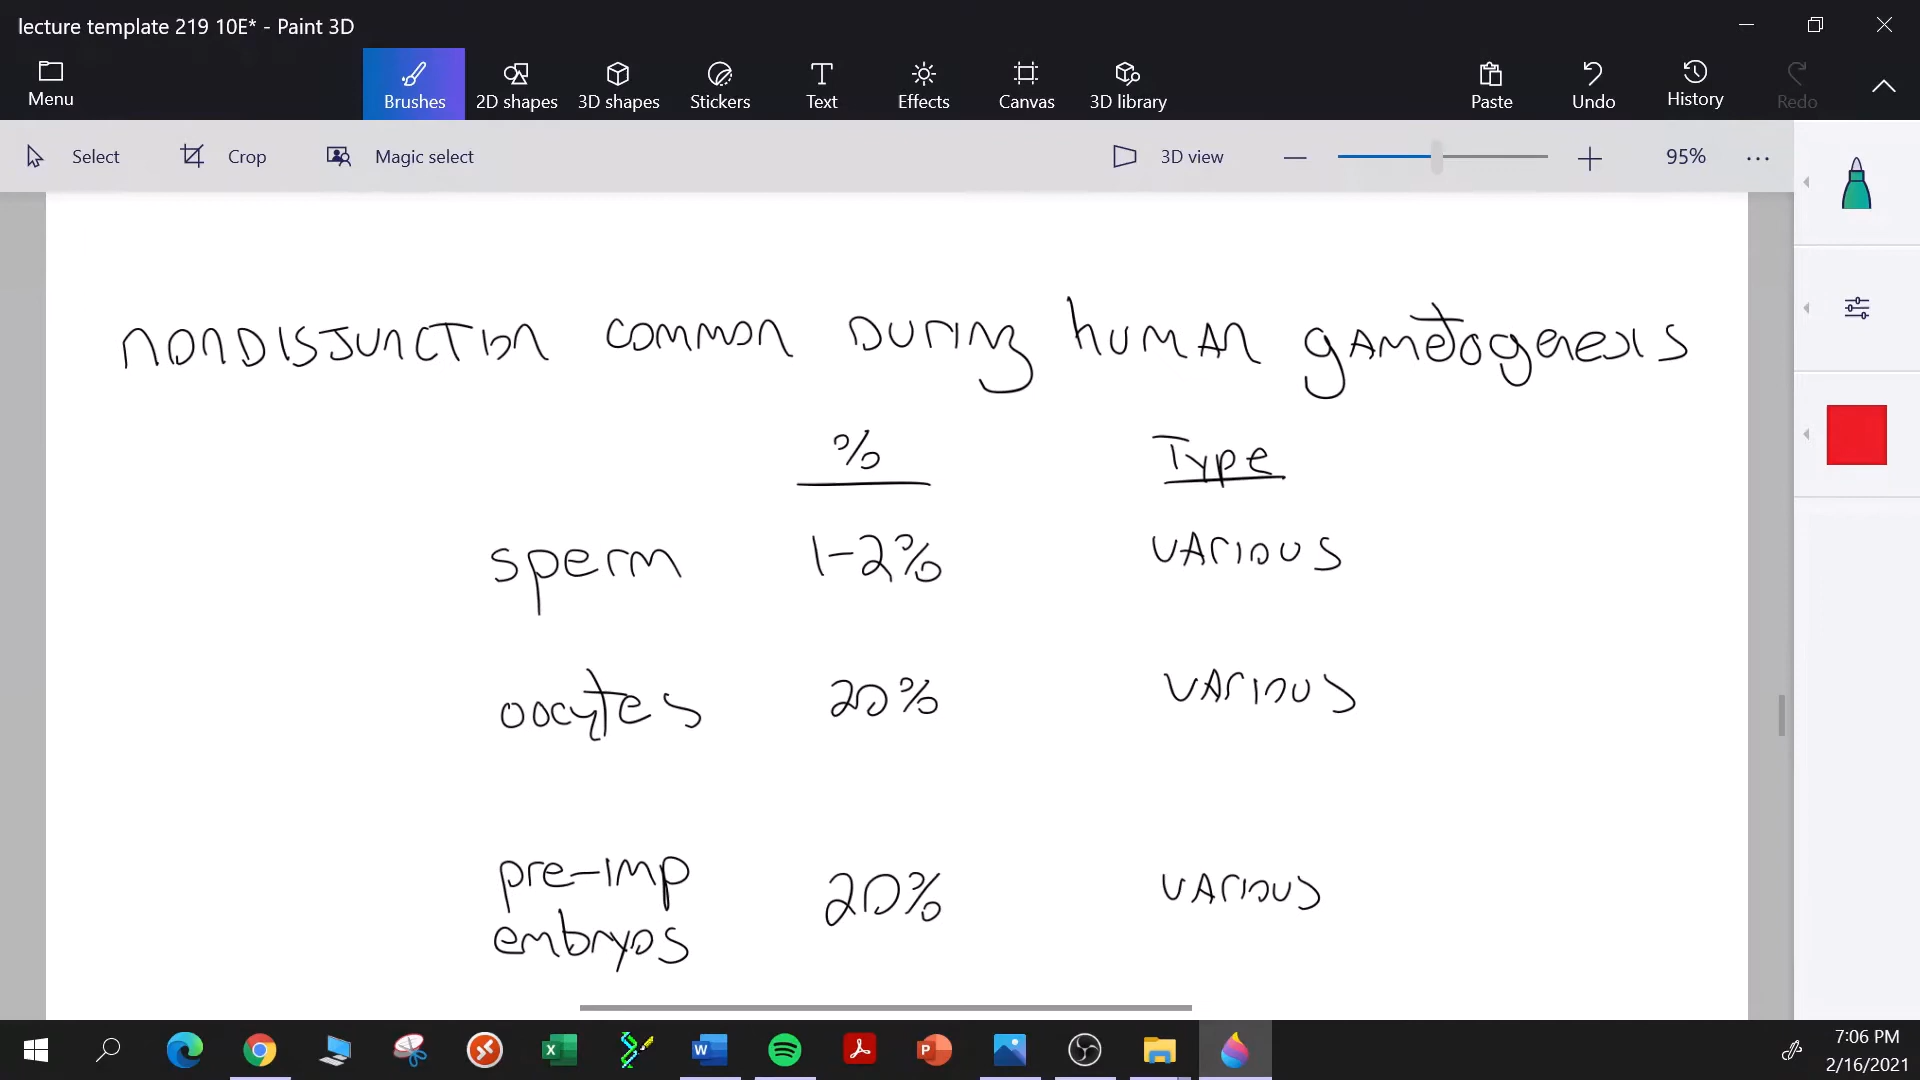 lecture template 219 10E* - Paint 3D
Menu
Brushes
2D shapes
3D shapes
Stickers
Text
Effects
Canvas
3D library
Paste
Undo
History
Redo
Select
Crop
Magic select
3D view
95%
NONDISJUNCTION COMMON DURING HUMAN gAMETOgENESIS
% Type
sperm 1-2% VARIOUS
oocytes 20% VARIOUS
pre-IMP 20% VARIOUS
embryos
7:06 PM
2/16/2021